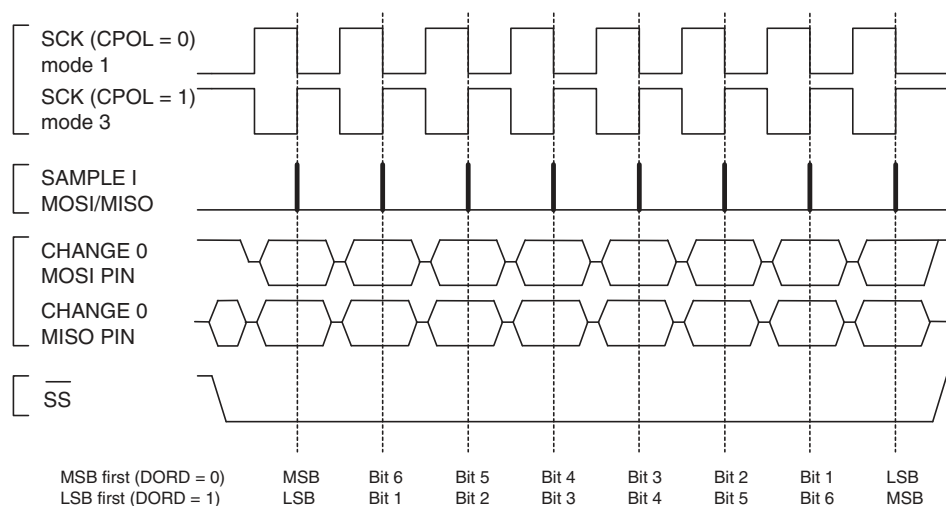 SCK (CPOL = 0)
mode 1
SCK (CPOL = 1)
mode 3
SAMPLE I
MOSI/MISO
CHANGE 0
MOSI PIN
CHANGE 0
MISO PIN
SS
MSB first (DORD = 0) MSB Bit 6 Bit 5 Bit 4 Bit 3 Bit 2 Bit 1 LSB
LSB first (DORD = 1) LSB Bit 1 Bit 2 Bit 3 Bit 4 Bit 5 Bit 6 MSB